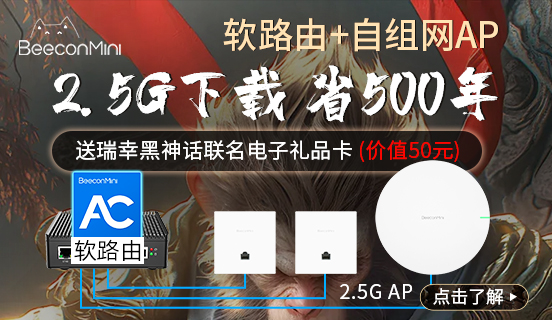 BeeconMini
软路由+自组网AP
2.5G下载 省500年
送瑞幸黑神话联名电子礼品卡 (价值50元)
BeeconMini
AC
软路由
BeeconMini
2.5G AP
点击了解